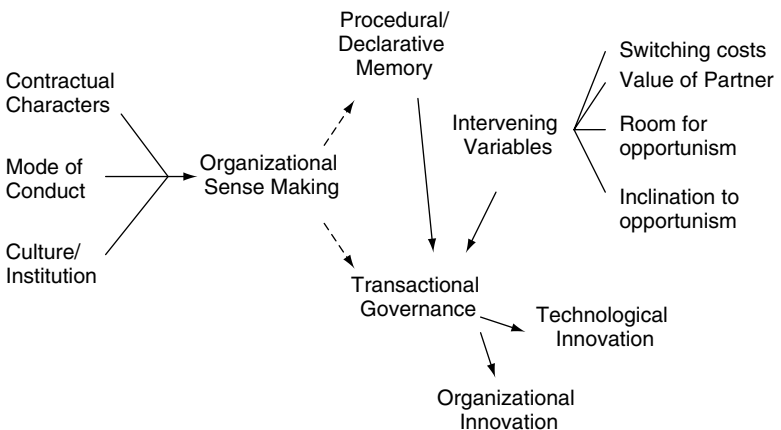 Procedural/
Declarative
Memory
Contractual
Characters
Mode of
Conduct
Culture/
Institution
Organizational
Sense Making
Intervening
Variables
Switching costs
Value of Partner
Room for
opportunism
Inclination to
opportunism
Transactional
Governance
Technological
Innovation
Organizational
Innovation